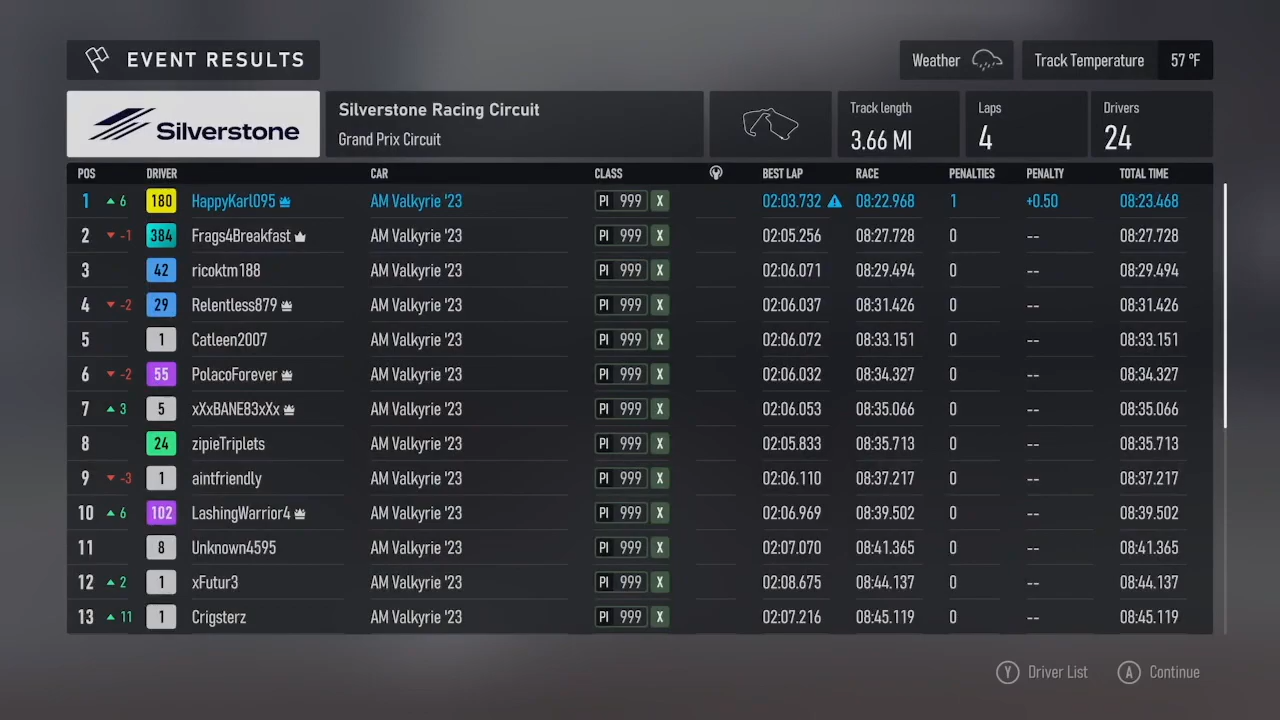 EVENT RESULTS
Weather
Track Temperature 57 °F
Silverstone
Silverstone Racing Circuit
Grand Prix Circuit
Track length
3.66 MI
Laps
4
Drivers
24
POS DRIVER CAR CLASS BEST LAP RACE PENALTIES PENALTY TOTAL TIME
1 6 180 HappyKarl095 AM Valkyrie '23 PI 999 X 02:03.732 08:22.968 1 +0.50 08:23.468
2 -1 384 Frags4Breakfast AM Valkyrie '23 PI 999 X 02:05.256 08:27.728 0 -- 08:27.728
3 42 ricoktm188 AM Valkyrie '23 PI 999 X 02:06.071 08:29.494 0 -- 08:29.494
4 -2 29 Relentless879 AM Valkyrie '23 PI 999 X 02:06.037 08:31.426 0 -- 08:31.426
5 1 Catleen2007 AM Valkyrie '23 PI 999 X 02:06.072 08:33.151 0 -- 08:33.151
6 -2 55 PolacoForever AM Valkyrie '23 PI 999 X 02:06.032 08:34.327 0 -- 08:34.327
7 3 5 xXxBANE83xXx AM Valkyrie '23 PI 999 X 02:06.053 08:35.066 0 -- 08:35.066
8 24 zipieTriplets AM Valkyrie '23 PI 999 X 02:05.833 08:35.713 0 -- 08:35.713
9 -3 1 aintfriendly AM Valkyrie '23 PI 999 X 02:06.110 08:37.217 0 -- 08:37.217
10 6 102 LashingWarrior4 AM Valkyrie '23 PI 999 X 02:06.969 08:39.502 0 -- 08:39.502
11 8 Unknown4595 AM Valkyrie '23 PI 999 X 02:07.070 08:41.365 0 -- 08:41.365
12 2 1 xFutur3 AM Valkyrie '23 PI 999 X 02:08.675 08:44.137 0 -- 08:44.137
13 11 1 Crigsterz AM Valkyrie '23 PI 999 X 02:07.216 08:45.119 0 -- 08:45.119
Y Driver List A Continue